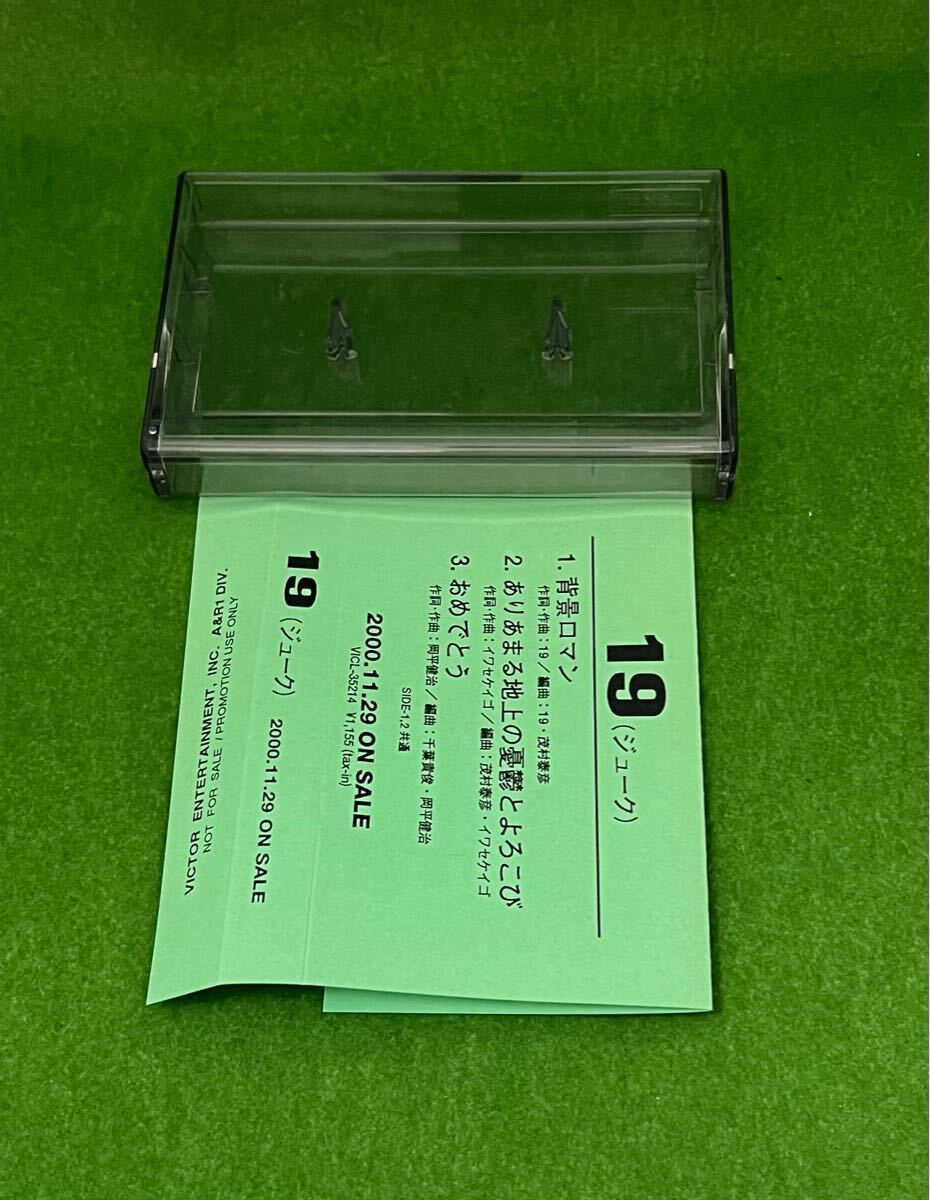 19 (ジューク)
1. 背景ロマン
作詞・作曲：19／編曲：19・茂村泰彦
2. ありあまる地上の憂鬱とよろこび
作詞・作曲：イワセケイゴ／編曲：茂村泰彦・イワセケイゴ
3. おめでとう
作詞・作曲：岡平健治／編曲：千葉貴俊・岡平健治
SIDE-1,2 共通
2000.11.29 ON SALE
VICL-35214 ¥1,155 (tax-in)
19 (ジューク) 2000.11.29 ON SALE
VICTOR ENTERTAINMENT, INC. A&R1 DIV.
NOT FOR SALE / PROMOTION USE ONLY